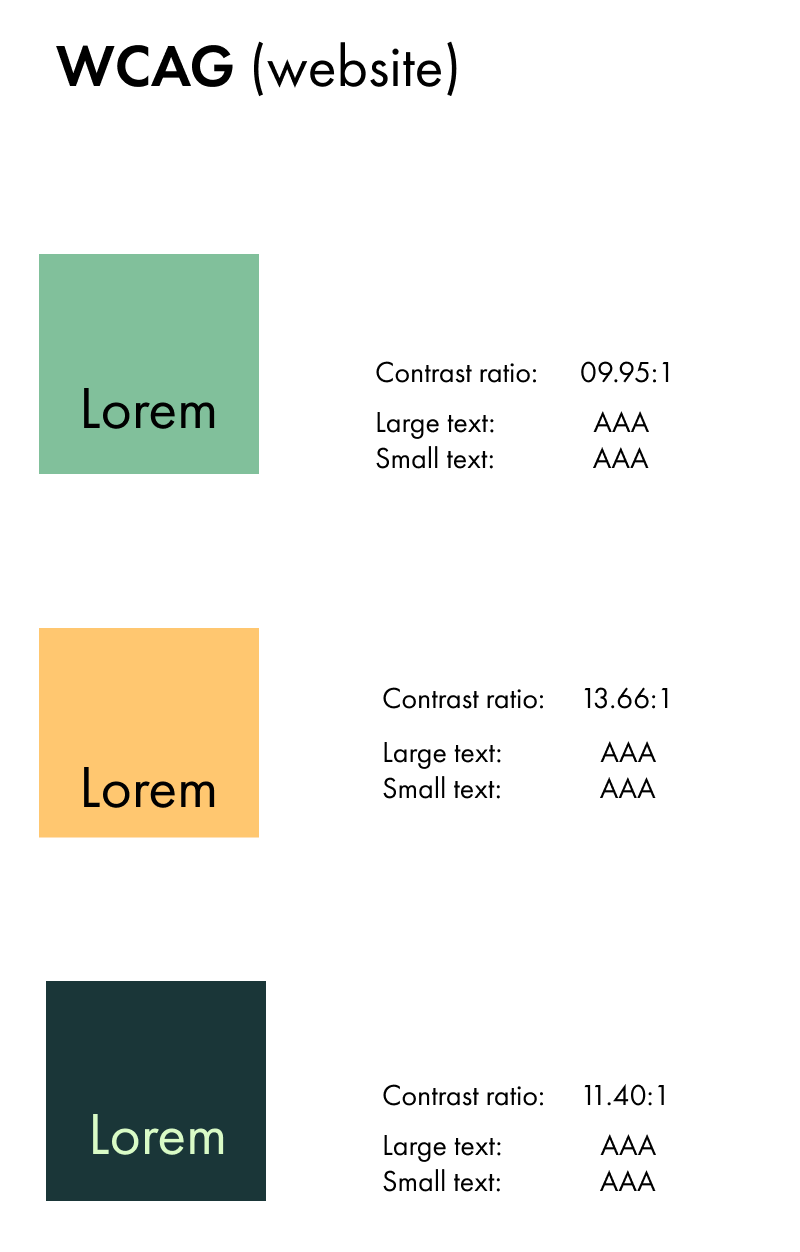 WCAG (website)
Lorem
Contrast ratio: 09.95:1
Large text: AAA
Small text: AAA
Lorem
Contrast ratio: 13.66:1
Large text: AAA
Small text: AAA
Lorem
Contrast ratio: 11.40:1
Large text: AAA
Small text: AAA